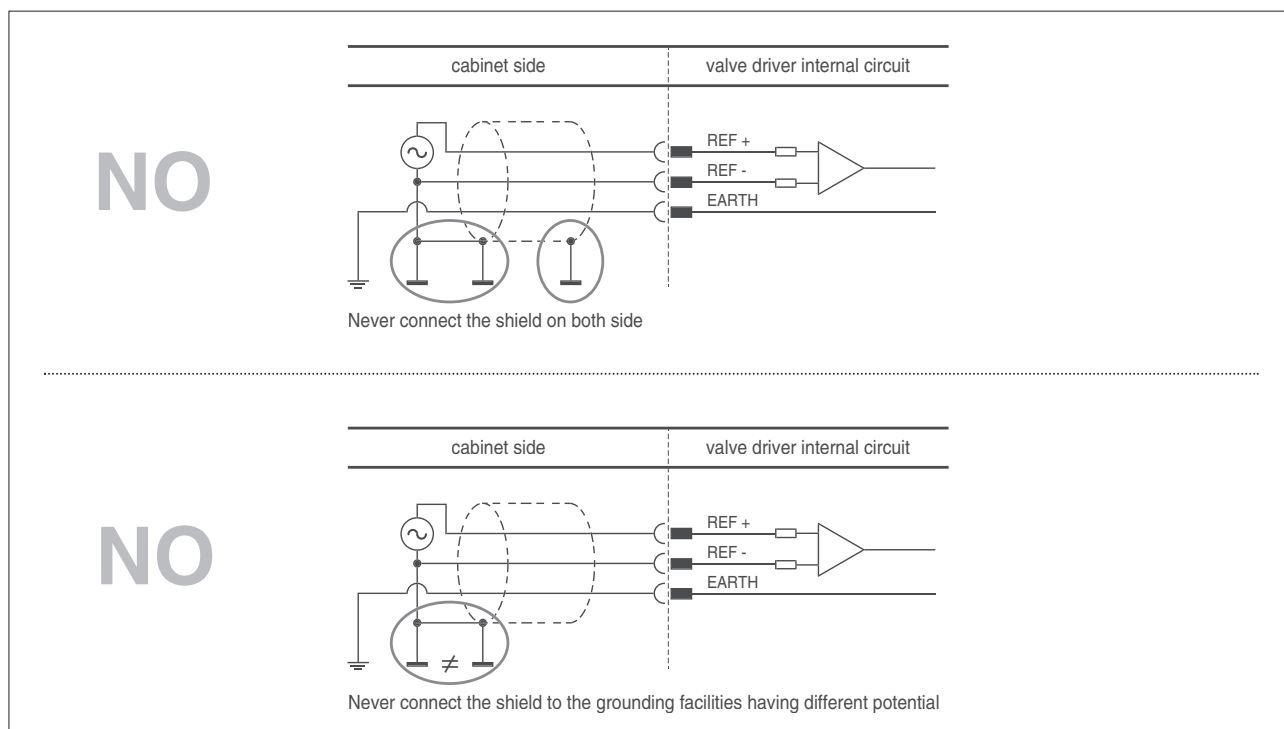 cabinet side valve driver internal circuit
NO
REF +
REF -
EARTH
Never connect the shield on both side
cabinet side valve driver internal circuit
NO
REF +
REF -
EARTH
≠
Never connect the shield to the grounding facilities having different potential